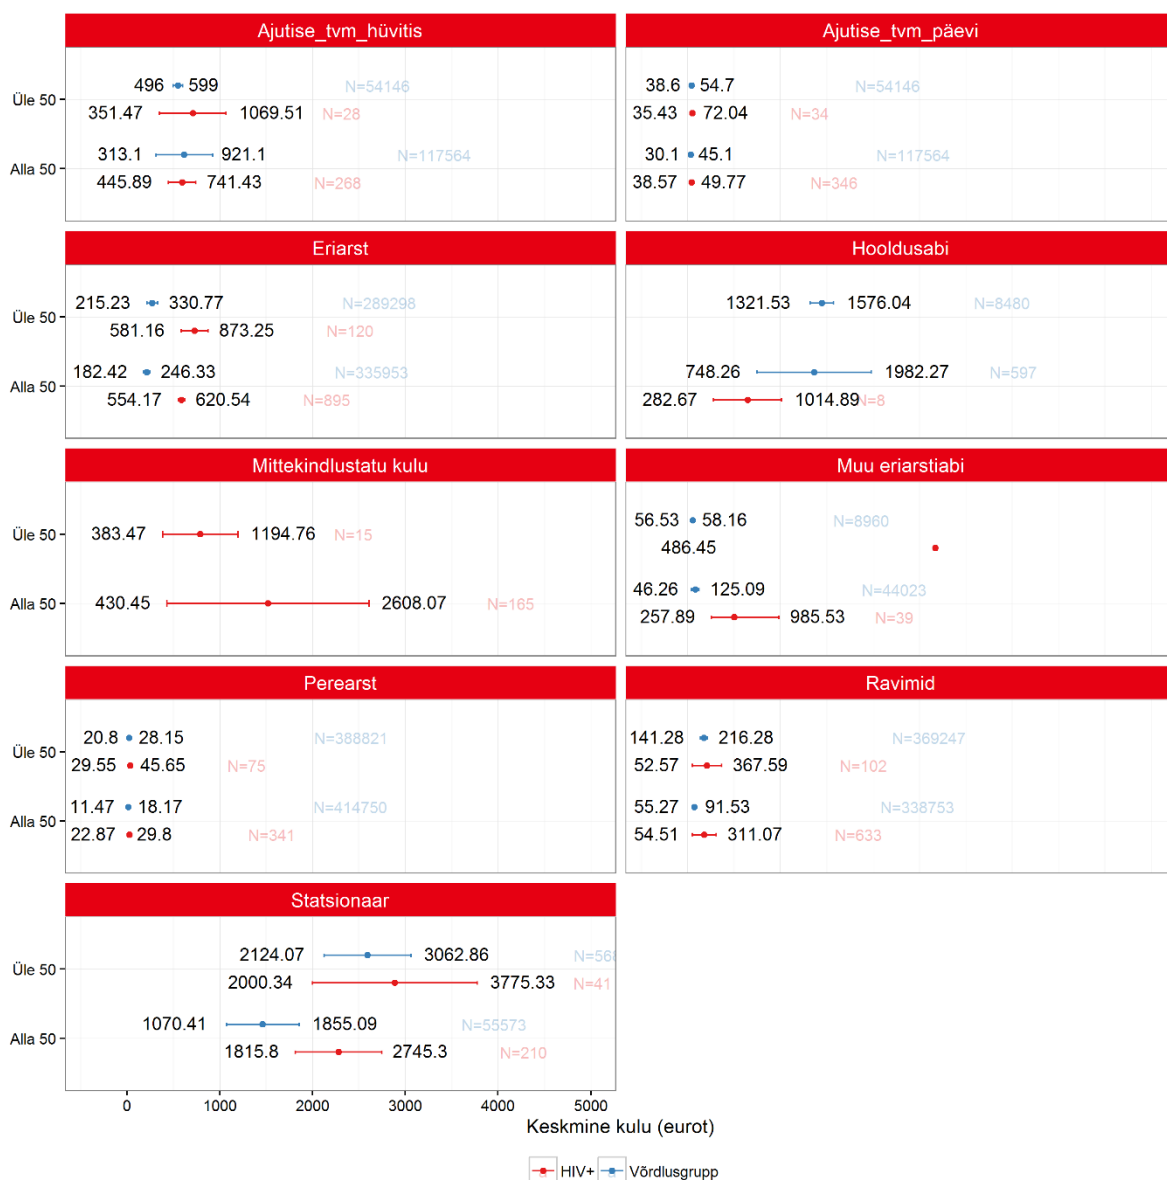 Ajutise_tvm_hüvitis
Ajutise_tvm_päevi
Üle 50
496 599 N=54146
351.47 1069.51 N=28
Alla 50
313.1 921.1 N=117564
445.89 741.43 N=268
38.6 54.7 N=54146
35.43 72.04 N=34
30.1 45.1 N=117564
38.57 49.77 N=346
Eriarst
Hooldusabi
Üle 50
215.23 330.77 N=289298
581.16 873.25 N=120
Alla 50
182.42 246.33 N=335953
554.17 620.54 N=895
1321.53 1576.04 N=8480
748.26 1982.27 N=597
282.67 1014.89 N=8
Mittekindlustatu kulu
Muu eriarstiabi
Üle 50
383.47 1194.76 N=15
Alla 50
430.45 2608.07 N=165
56.53 58.16 N=8960
486.45
46.26 125.09 N=44023
257.89 985.53 N=39
Perearst
Ravimid
Üle 50
20.8 28.15 N=388821
29.55 45.65 N=75
Alla 50
11.47 18.17 N=414750
22.87 29.8 N=341
141.28 216.28 N=369247
52.57 367.59 N=102
55.27 91.53 N=338753
54.51 311.07 N=633
Statsionaar
Üle 50
2124.07 3062.86
2000.34 3775.33 N=41
Alla 50
1070.41 1855.09 N=55573
1815.8 2745.3 N=210
0 1000 2000 3000 4000 5000
Keskmine kulu (eurot)
HIV+ Võrdlusgrupp